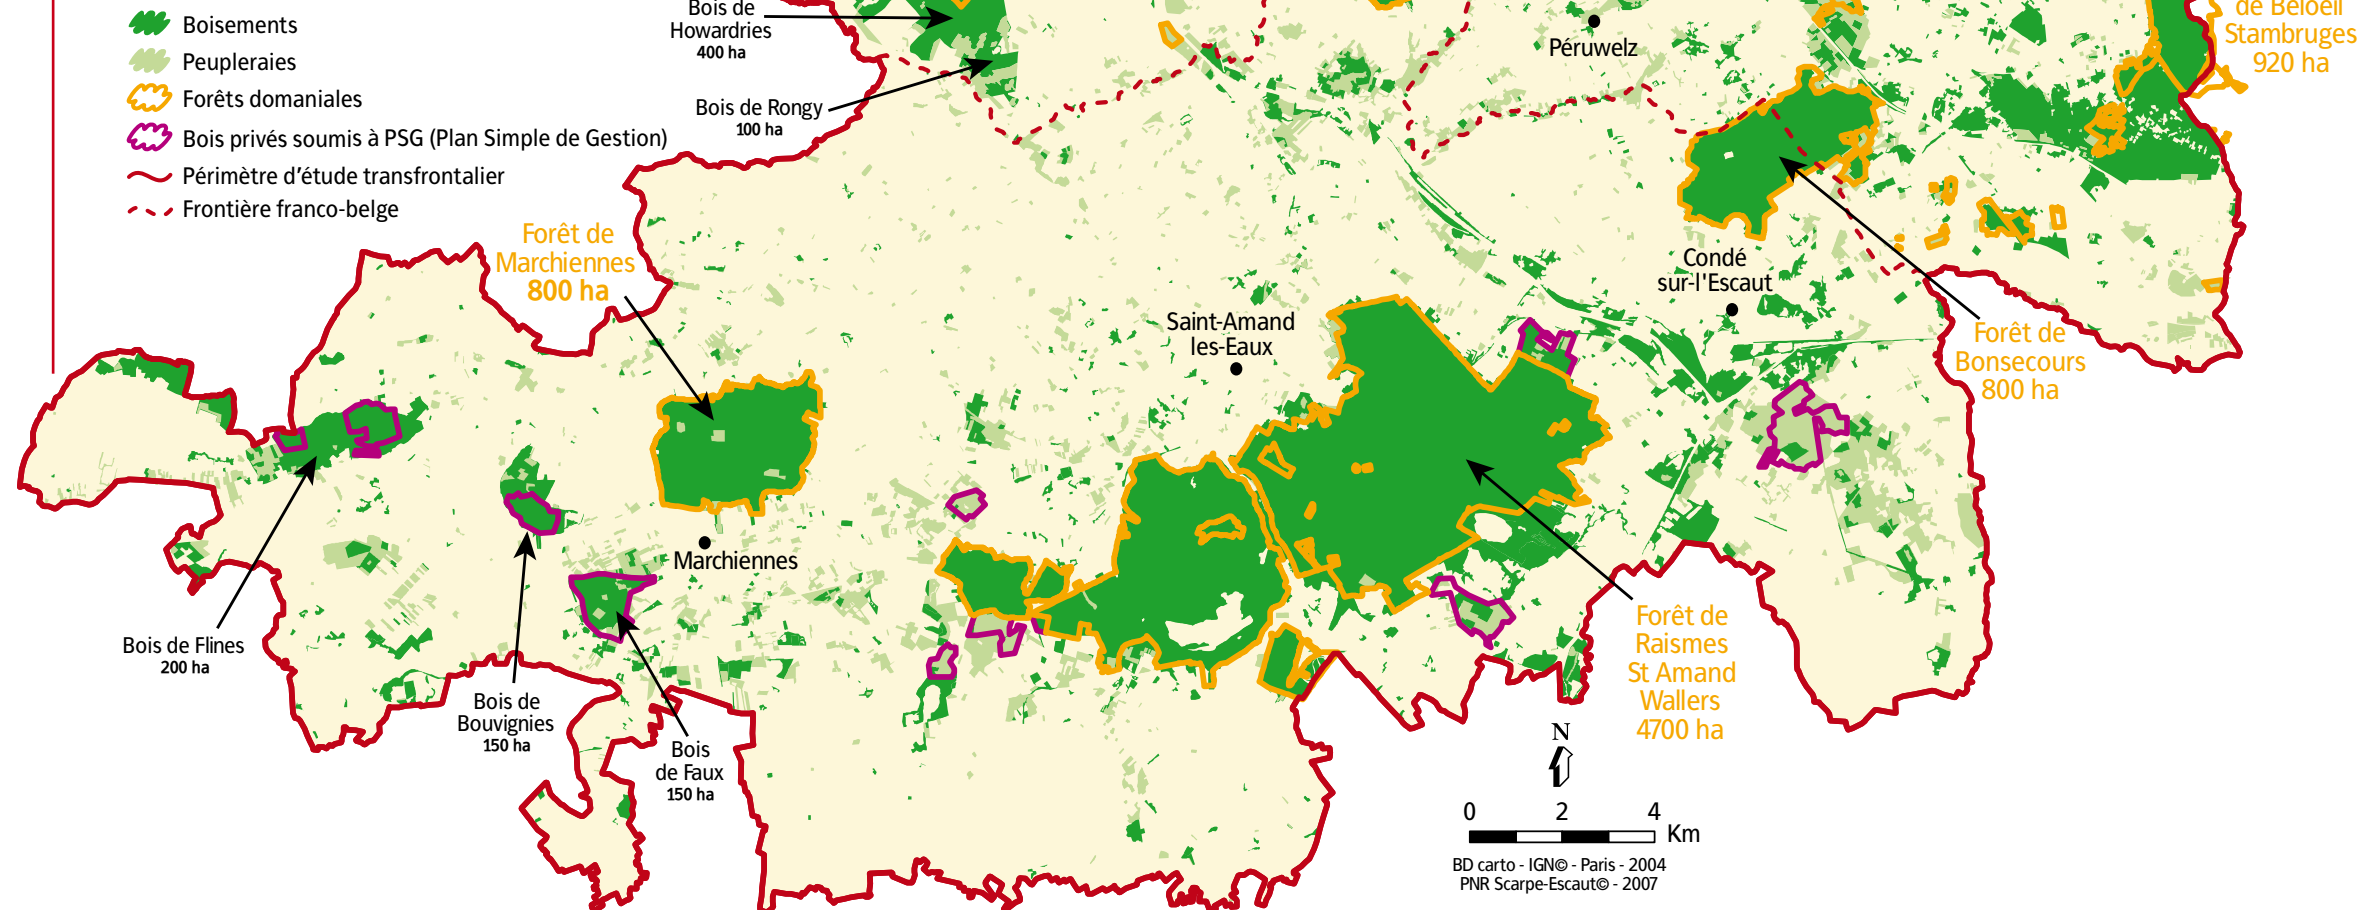 Boisements
Peupleraies
Forêts domaniales
Bois privés soumis à PSG (Plan Simple de Gestion)
Périmètre d'étude transfrontalier
Frontière franco-belge
Bois de
Howardries
400 ha
Bois de Rongy
100 ha
Péruwelz
de Beloeil
Stambruges
920 ha
Forêt de
Marchiennes
800 ha
Condé
sur-l'Escaut
Saint-Amand
les-Eaux
Forêt de
Bonsecours
800 ha
Marchiennes
Bois de Flines
200 ha
Bois de
Bouvignies
150 ha
Bois
de Faux
150 ha
Forêt de
Raismes
St Amand
Wallers
4700 ha
N
0 2 4
Km
BD carto - IGN© - Paris - 2004
PNR Scarpe-Escaut© - 2007